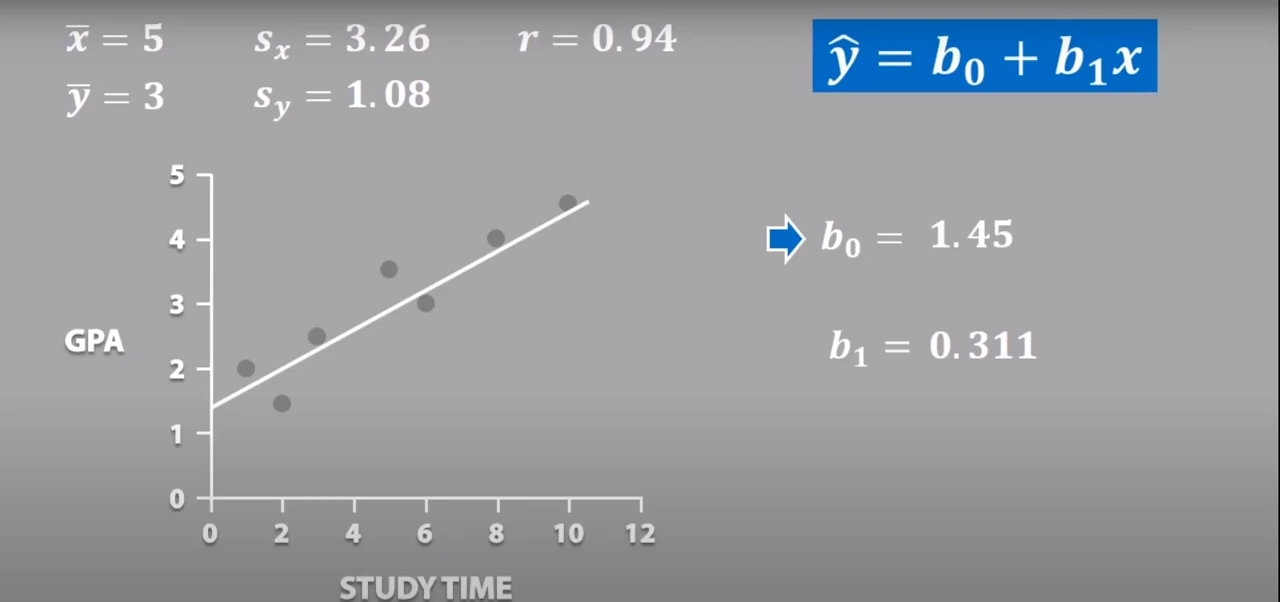 x̅ = 5 s_x = 3.26 r = 0.94
y̅ = 3 s_y = 1.08
ŷ = b₀ + b₁x
5
4
3
2
1
0
GPA
0 2 4 6 8 10 12
STUDY TIME
b₀ = 1.45
b₁ = 0.311